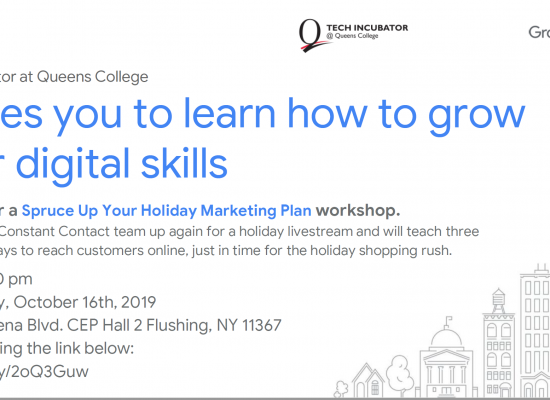 TECH INCUBATOR
@ Queens College
Gro
tor at Queens College
es you to learn how to grow
r digital skills
r a Spruce Up Your Holiday Marketing Plan workshop.
Constant Contact team up again for a holiday livestream and will teach three
ays to reach customers online, just in time for the holiday shopping rush.
0 pm
y, October 16th, 2019
ena Blvd. CEP Hall 2 Flushing, NY 11367
ing the link below:
y/2oQ3Guw